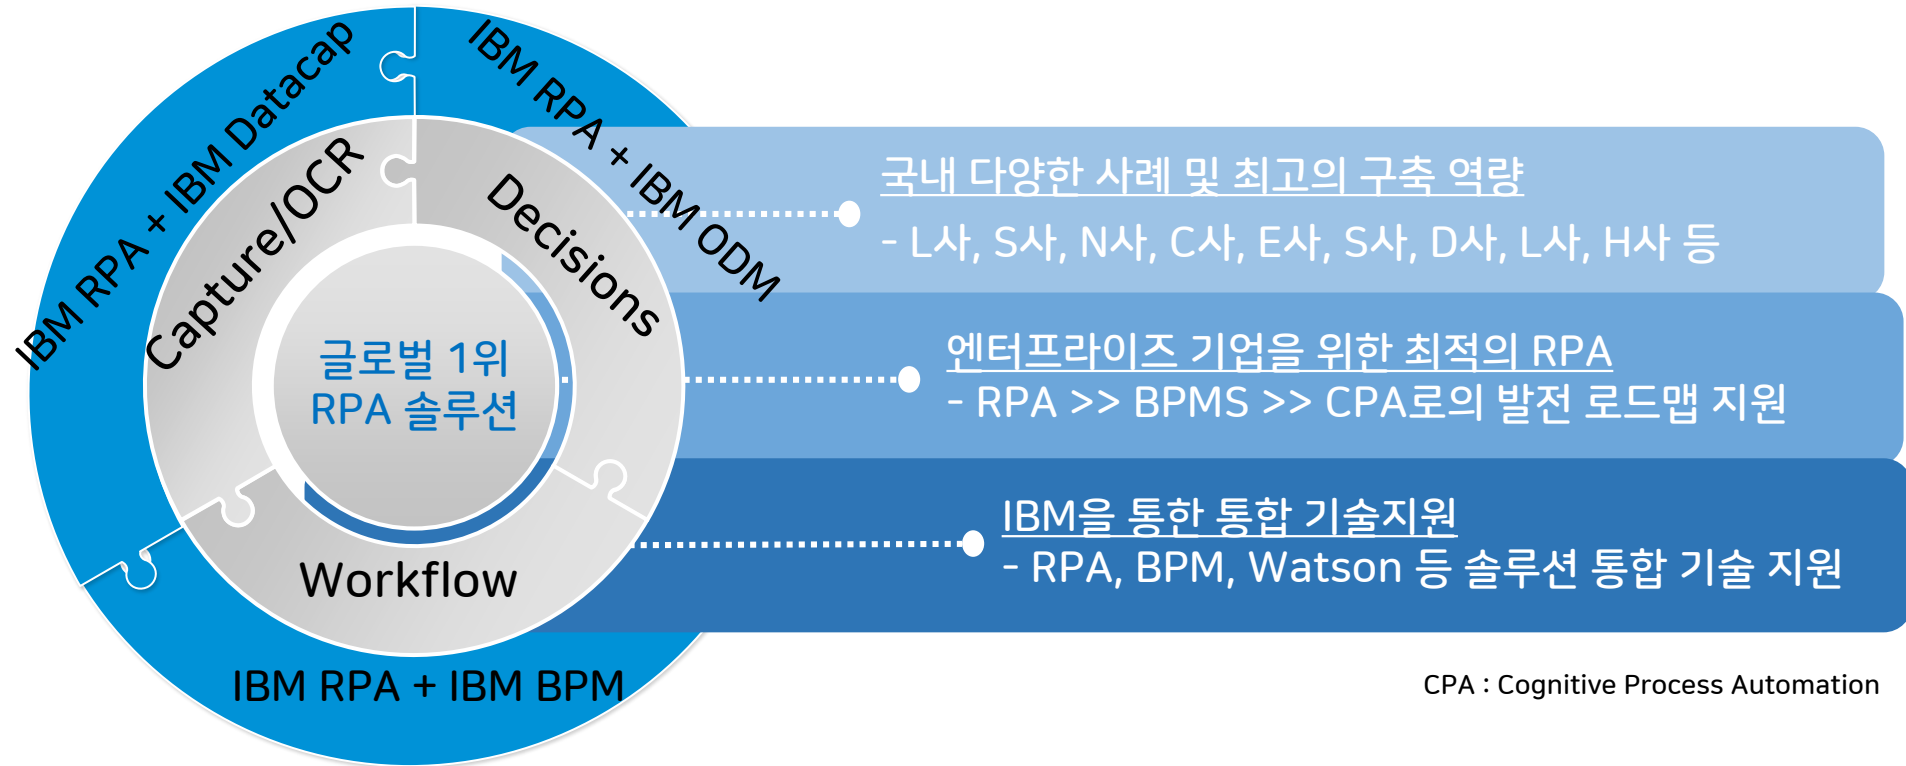 IBM RPA + IBM Datacap
IBM RPA + IBM ODM
Capture/OCR
Decisions
글로벌 1위
RPA 솔루션
Workflow
IBM RPA + IBM BPM
국내 다양한 사례 및 최고의 구축 역량
- L사, S사, N사, C사, E사, S사, D사, L사, H사 등
엔터프라이즈 기업을 위한 최적의 RPA
- RPA >> BPMS >> CPA로의 발전 로드맵 지원
IBM을 통한 통합 기술지원
- RPA, BPM, Watson 등 솔루션 통합 기술 지원
CPA : Cognitive Process Automation